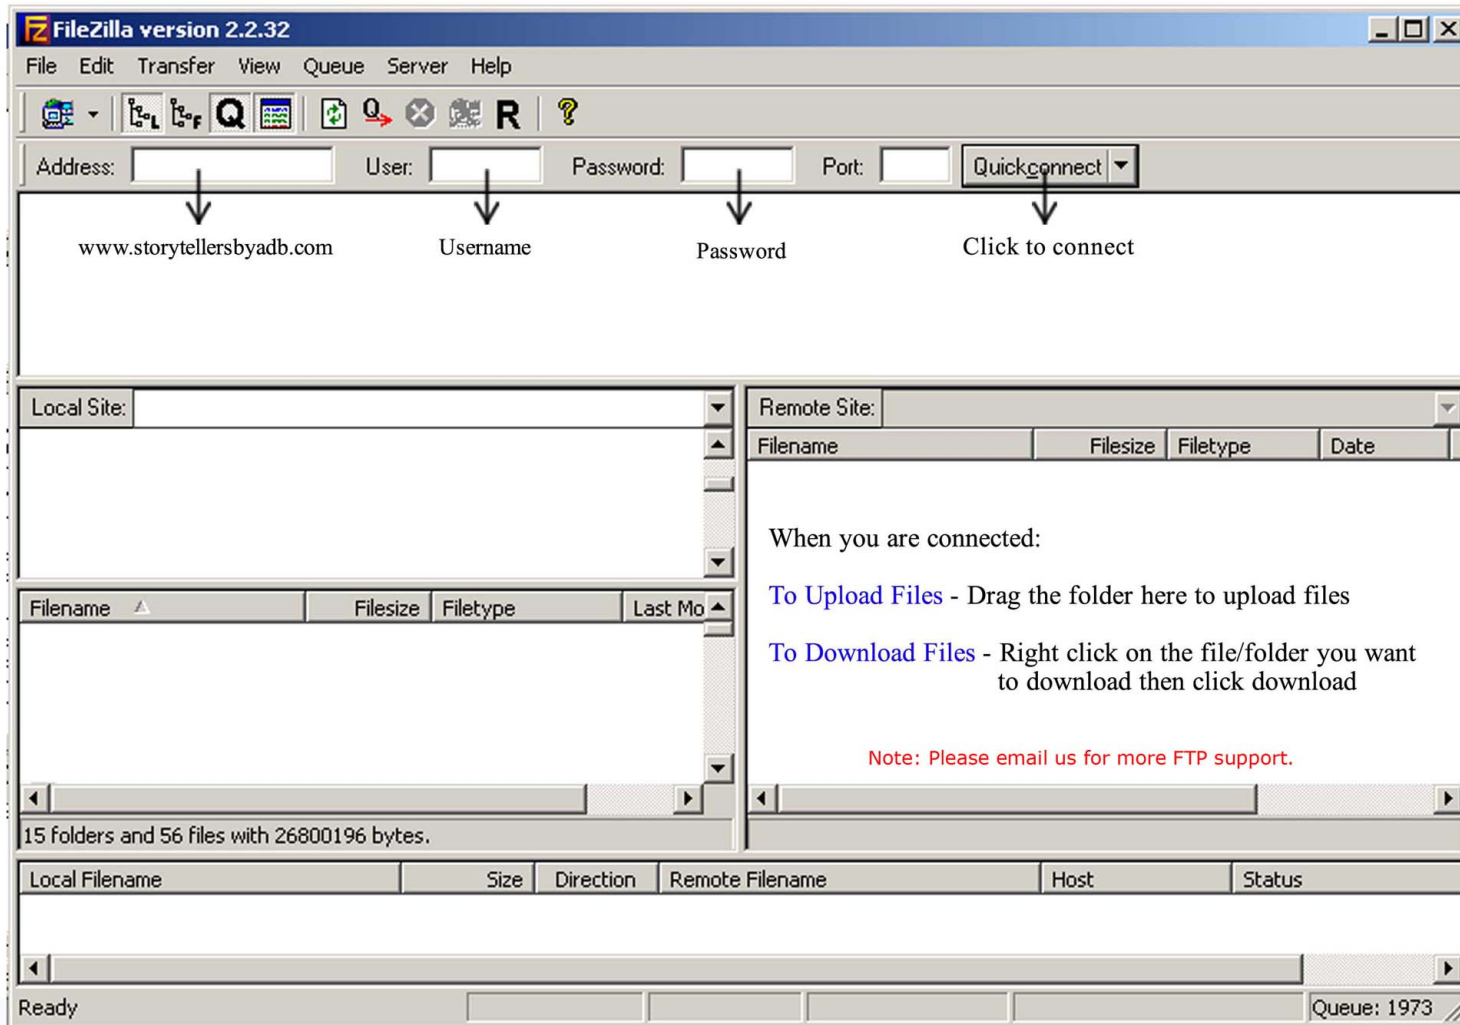 FileZilla version 2.2.32
File Edit Transfer View Queue Server Help
L F Q Q R ?
Address: User: Password: Port: Quickconnect
www.storytellersbyadb.com Username Password Click to connect
Local Site: Remote Site:
Filename Filesize Filetype Date
When you are connected:
To Upload Files - Drag the folder here to upload files
To Download Files - Right click on the file/folder you want
to download then click download
Note: Please email us for more FTP support.
Filename Filesize Filetype Last Mo
15 folders and 56 files with 26800196 bytes.
Local Filename Size Direction Remote Filename Host Status
Ready Queue: 1973